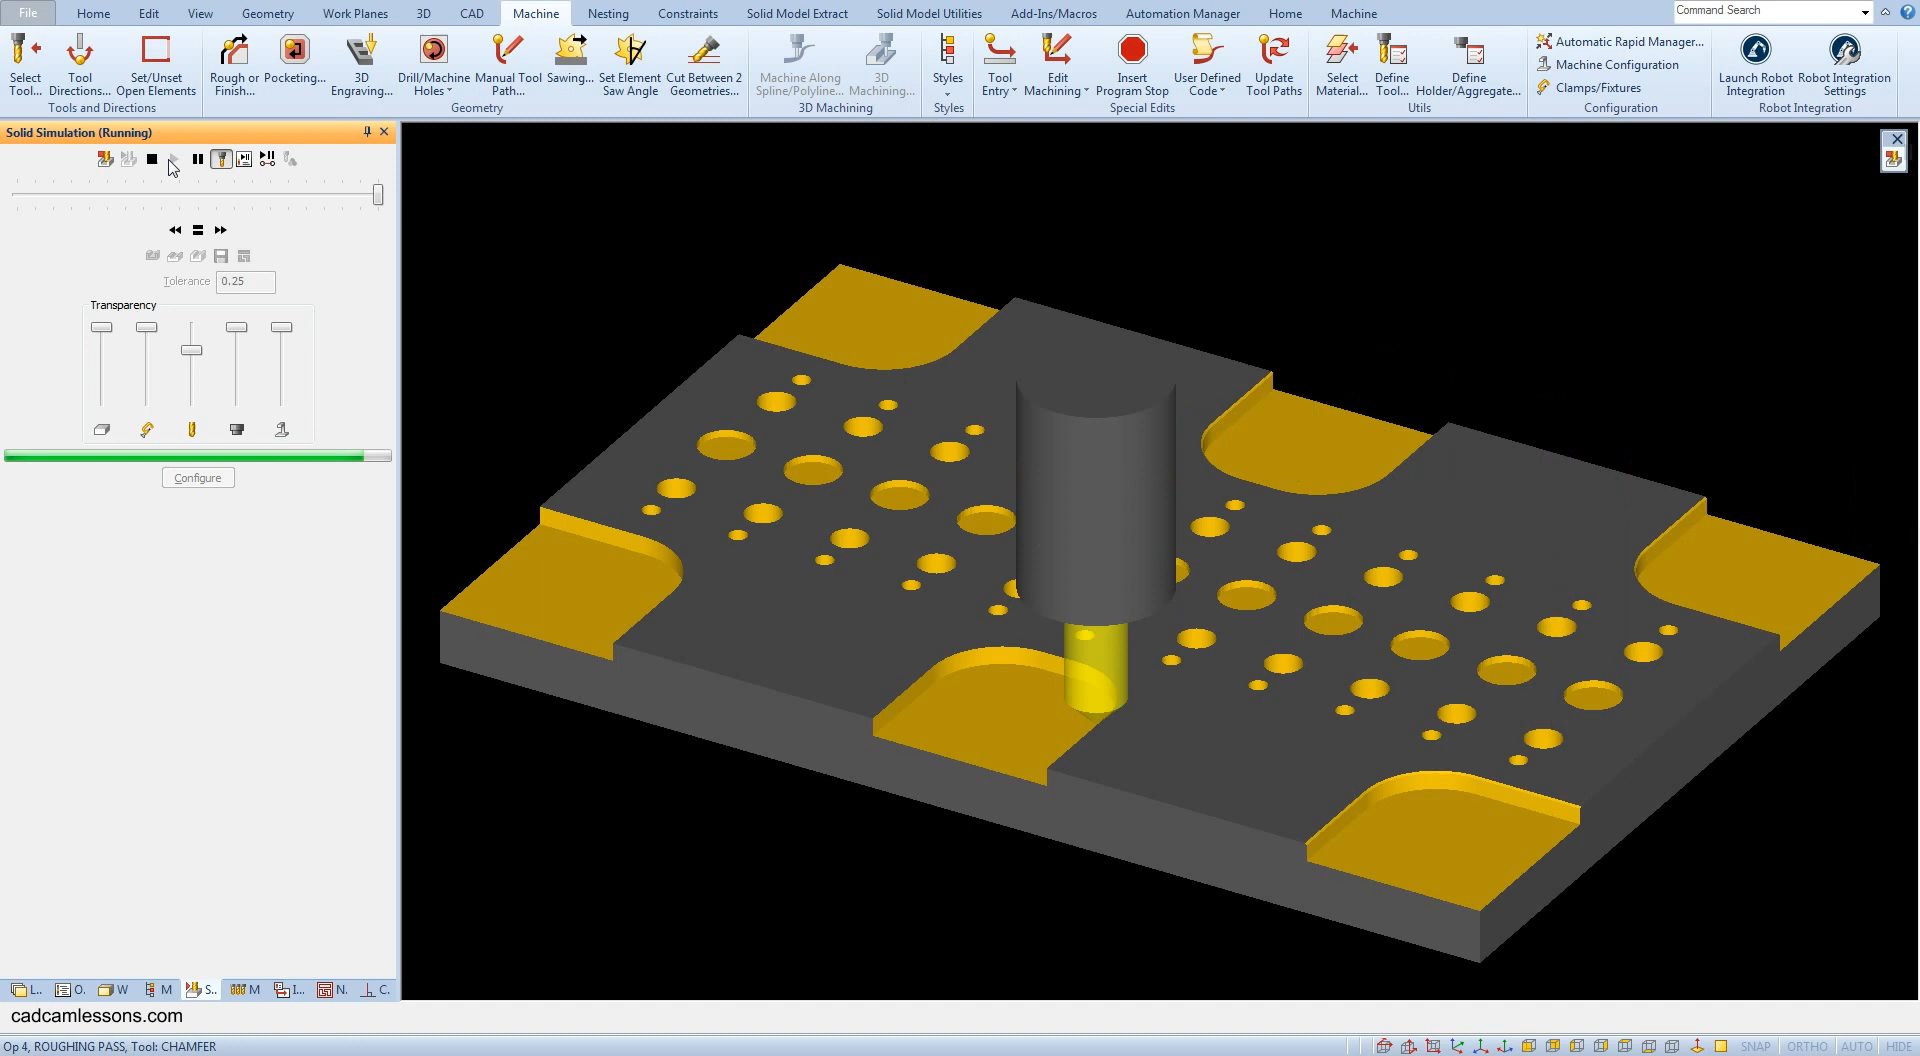 File Home Edit View Geometry Work Planes 3D CAD Machine Nesting Constraints Solid Model Extract Solid Model Utilities Add-Ins/Macros Automation Manager Home Machine Command Search
Select Tool...
Tool Directions...
Set/Unset Open Elements
Tools and Directions
Rough or Finish...
Pocketing...
3D Engraving...
Drill/Machine Holes
Manual Tool Path...
Sawing...
Set Element Saw Angle
Cut Between 2 Geometries...
Geometry
Machine Along Spline/Polyline...
3D Machining...
3D Machining
Styles
Styles
Tool Entry
Edit Machining
Insert Program Stop
User Defined Code
Update Tool Paths
Special Edits
Select Material...
Define Tool...
Define Holder/Aggregate...
Utils
Automatic Rapid Manager...
Machine Configuration
Clamps/Fixtures
Configuration
Launch Robot Integration
Robot Integration Settings
Robot Integration
Solid Simulation (Running)
Tolerance 0.25
Transparency
Configure
L.. O. W M S.. M I... N. C.
cadcamlessons.com
Op 4, ROUGHING PASS, Tool: CHAMFER
SNAP ORTHO AUTO HIDE